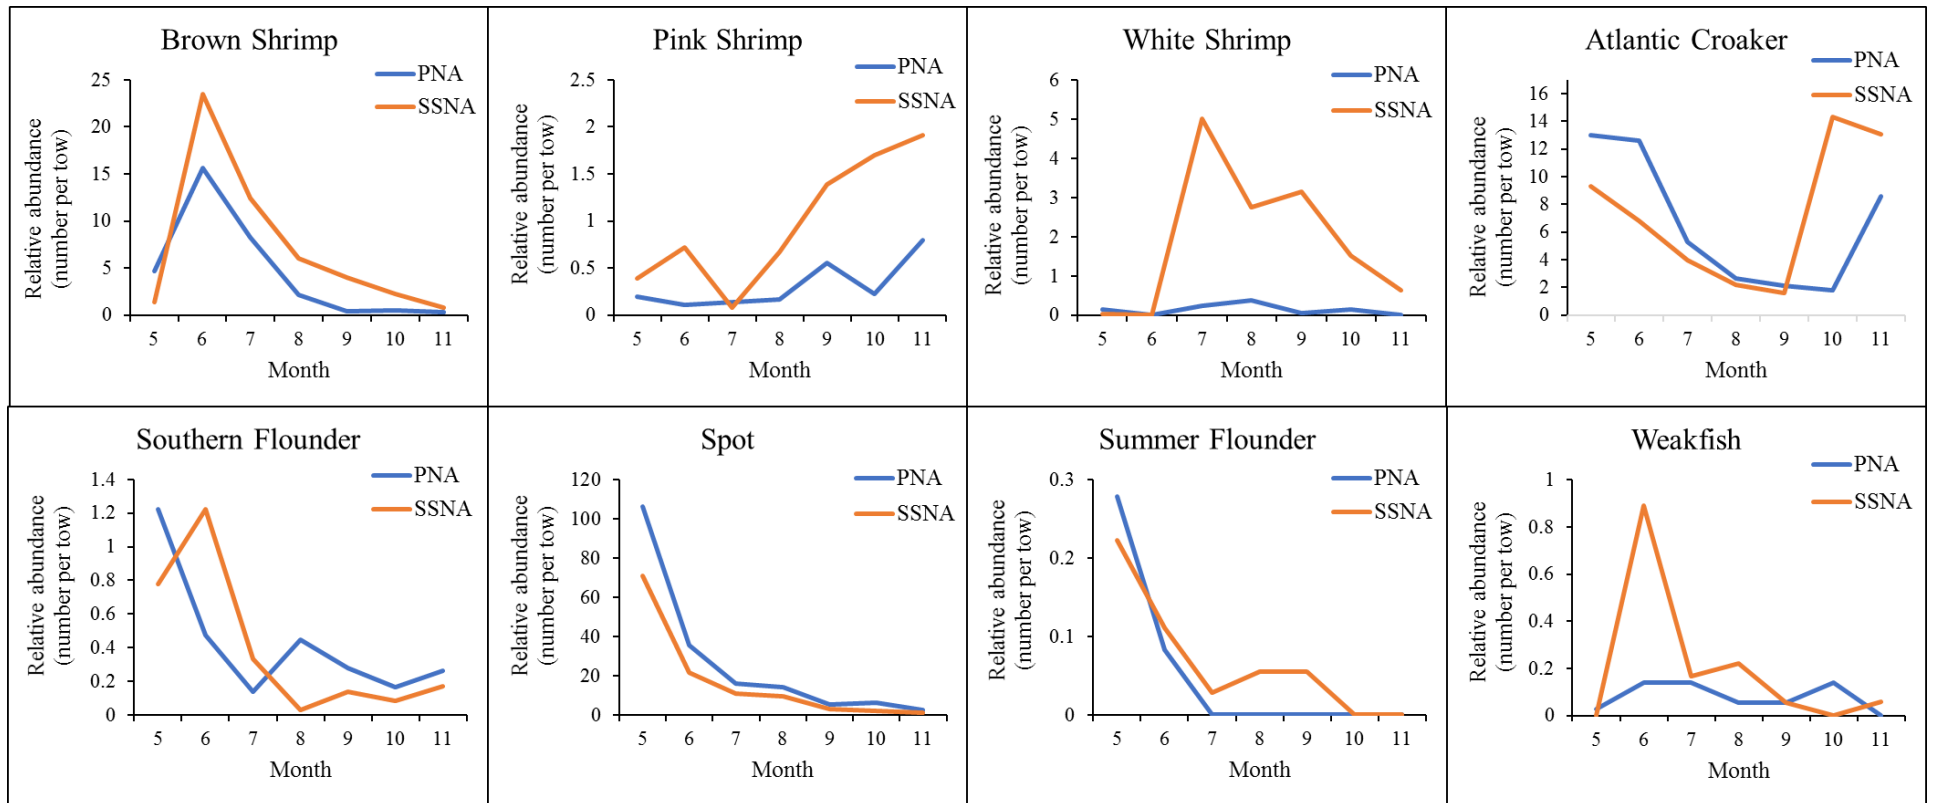 Brown Shrimp
PNA
SSNA
Relative abundance
(number per tow)
25
20
15
10
5
0
5 6 7 8 9 10 11
Month
Pink Shrimp
PNA
SSNA
Relative abundance
(number per tow)
2.5
2
1.5
1
0.5
0
5 6 7 8 9 10 11
Month
White Shrimp
PNA
SSNA
Relative abundance
(number per tow)
6
5
4
3
2
1
0
5 6 7 8 9 10 11
Month
Atlantic Croaker
PNA
SSNA
Relative abundance
(number per tow)
16
14
12
10
8
6
4
2
0
5 6 7 8 9 10 11
Month
Southern Flounder
PNA
SSNA
Relative abundance
(number per tow)
1.4
1.2
1
0.8
0.6
0.4
0.2
0
5 6 7 8 9 10 11
Month
Spot
PNA
SSNA
Relative abundance
(number per tow)
120
100
80
60
40
20
0
5 6 7 8 9 10 11
Month
Summer Flounder
PNA
SSNA
Relative abundance
(number per tow)
0.3
0.2
0.1
0
5 6 7 8 9 10 11
Month
Weakfish
PNA
SSNA
Relative abundance
(number per tow)
1
0.8
0.6
0.4
0.2
0
5 6 7 8 9 10 11
Month